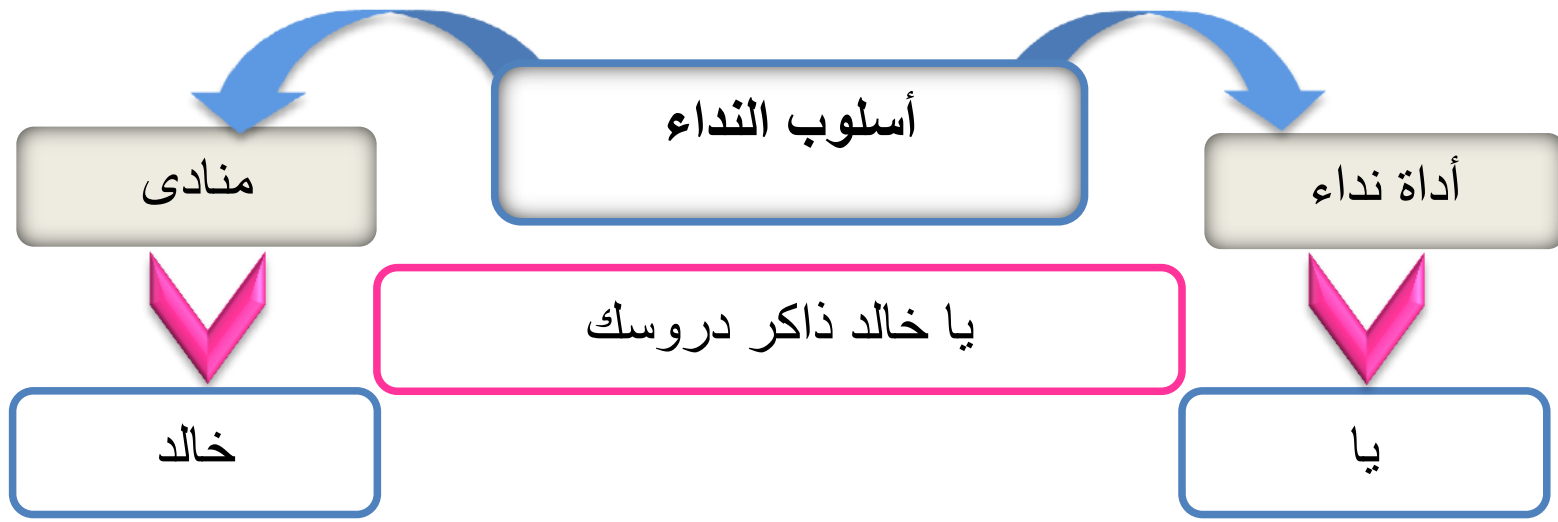 أسلوب النداء
أداة نداء
منادى
يا خالد ذاكر دروسك
يا
خالد